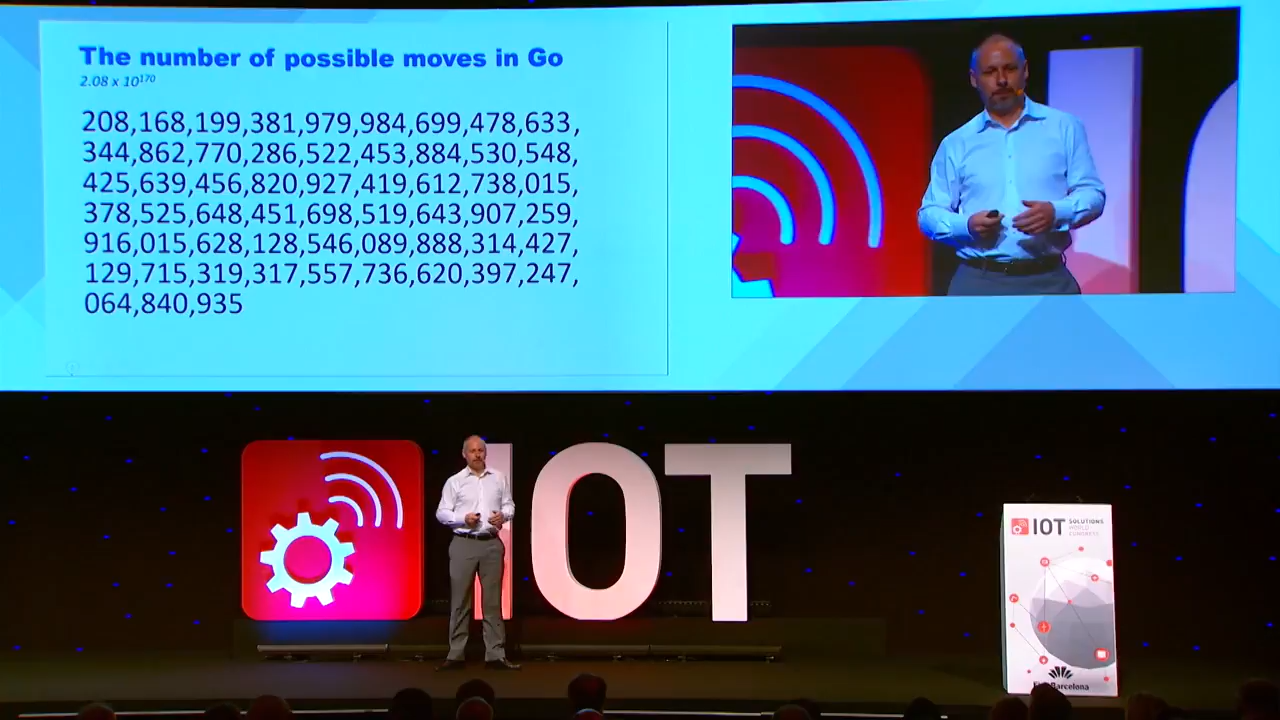 The number of possible moves in Go
2.08 x 10¹⁷⁰
208,168,199,381,979,984,699,478,633,
344,862,770,286,522,453,884,530,548,
425,639,456,820,927,419,612,738,015,
378,525,648,451,698,519,643,907,259,
916,015,628,128,546,089,888,314,427,
129,715,319,317,557,736,620,397,247,
064,840,935
IOT
IOT SOLUTIONS
WORLD
CONGRESS
Barcelona